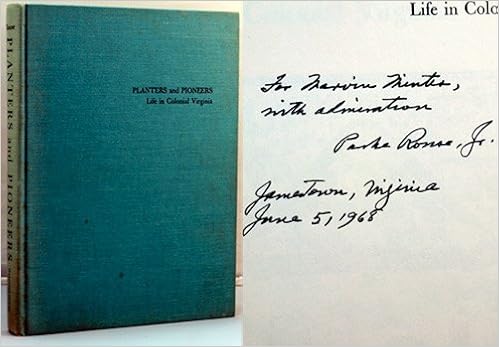 PLANTERS and PIONEERS
PLANTERS and PIONEERS
Life in Colonial Virginia
Life in Colo
For Marvin Minter,
with admiration
Parke Rouse, Jr.
Jamestown, Virginia
June 5, 1968